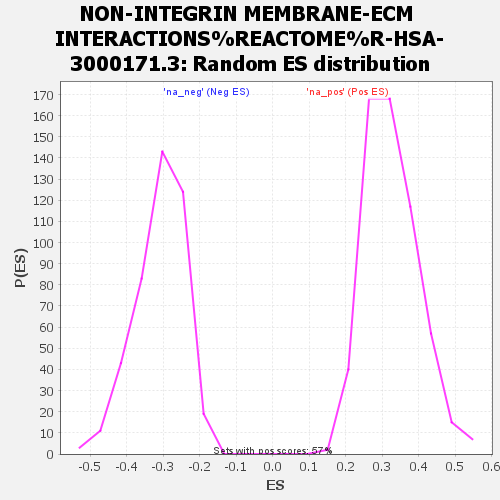 NON-INTEGRIN MEMBRANE-ECM
INTERACTIONS%REACTOME%R-HSA-
3000171.3: Random ES distribution
'na_neg' (Neg ES) 'na_pos' (Pos ES)
P(ES)
170
160
150
140
130
120
110
100
90
80
70
60
50
40
30
20
10
0
Sets with pos scores: 57%
-0.5 -0.4 -0.3 -0.2 -0.1 0.0 0.1 0.2 0.3 0.4 0.5 0.6
ES